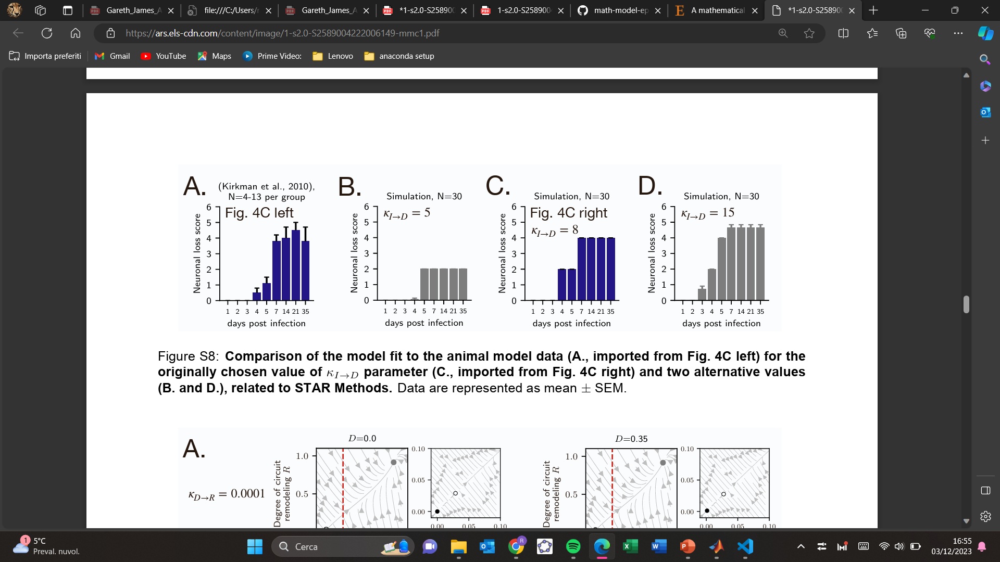 Gareth_James_A
file:///C:/Users/r
Gareth_James_A
*1-s2.0-S25890
1-s2.0-S258900
math-model-ep
A mathematical
*1-s2.0-S25890
https://ars.els-cdn.com/content/image/1-s2.0-S2589004222006149-mmc1.pdf
Importa preferiti
Gmail
YouTube
Maps
Prime Video:
Lenovo
anaconda setup
A.
(Kirkman et al., 2010),
N=4-13 per group
Fig. 4C left
Neuronal loss score
6
5
4
3
2
1
0
1 2 3 4 5 7 14 21 35
days post infection
B.
Simulation, N=30
κI→D = 5
Neuronal loss score
6
5
4
3
2
1
0
1 2 3 4 5 7 14 21 35
days post infection
C.
Simulation, N=30
Fig. 4C right
κI→D = 8
Neuronal loss score
6
5
4
3
2
1
0
1 2 3 4 5 7 14 21 35
days post infection
D.
Simulation, N=30
κI→D = 15
Neuronal loss score
6
5
4
3
2
1
0
1 2 3 4 5 7 14 21 35
days post infection
Figure S8: Comparison of the model fit to the animal model data (A., imported from Fig. 4C left) for the
originally chosen value of κI→D parameter (C., imported from Fig. 4C right) and two alternative values
(B. and D.), related to STAR Methods. Data are represented as mean ± SEM.
A.
κD→R = 0.0001
D=0.0
Degree of circuit
remodeling R
1.0
0.5
0.10
0.05
0.00
0.00 0.05 0.10
D=0.35
Degree of circuit
remodeling R
1.0
0.5
0.10
0.05
0.00
0.00 0.05 0.10
1
5°C
Preval. nuvol.
Cerca
R
16:55
03/12/2023